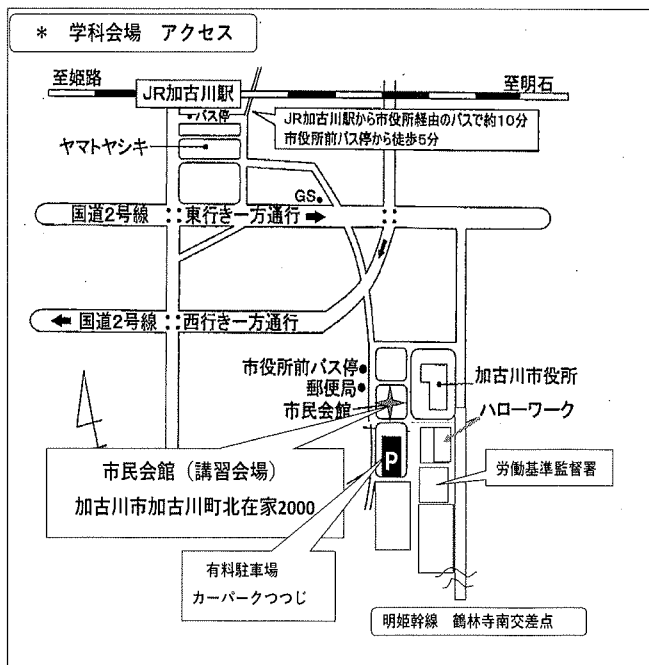 * 学科会場 アクセス
至姫路
JR加古川駅
至明石
バス停
JR加古川駅から市役所経由のバスで約10分
市役所前バス停から徒歩5分
ヤマトヤシキ
GS
国道2号線
東行き一方通行
国道2号線
西行き一方通行
市役所前バス停
郵便局
市民会館
加古川市役所
ハローワーク
P
労働基準監督署
市民会館(講習会場)
加古川市加古川町北在家2000
有料駐車場
カーパークつつじ
明姫幹線 鶴林寺南交差点